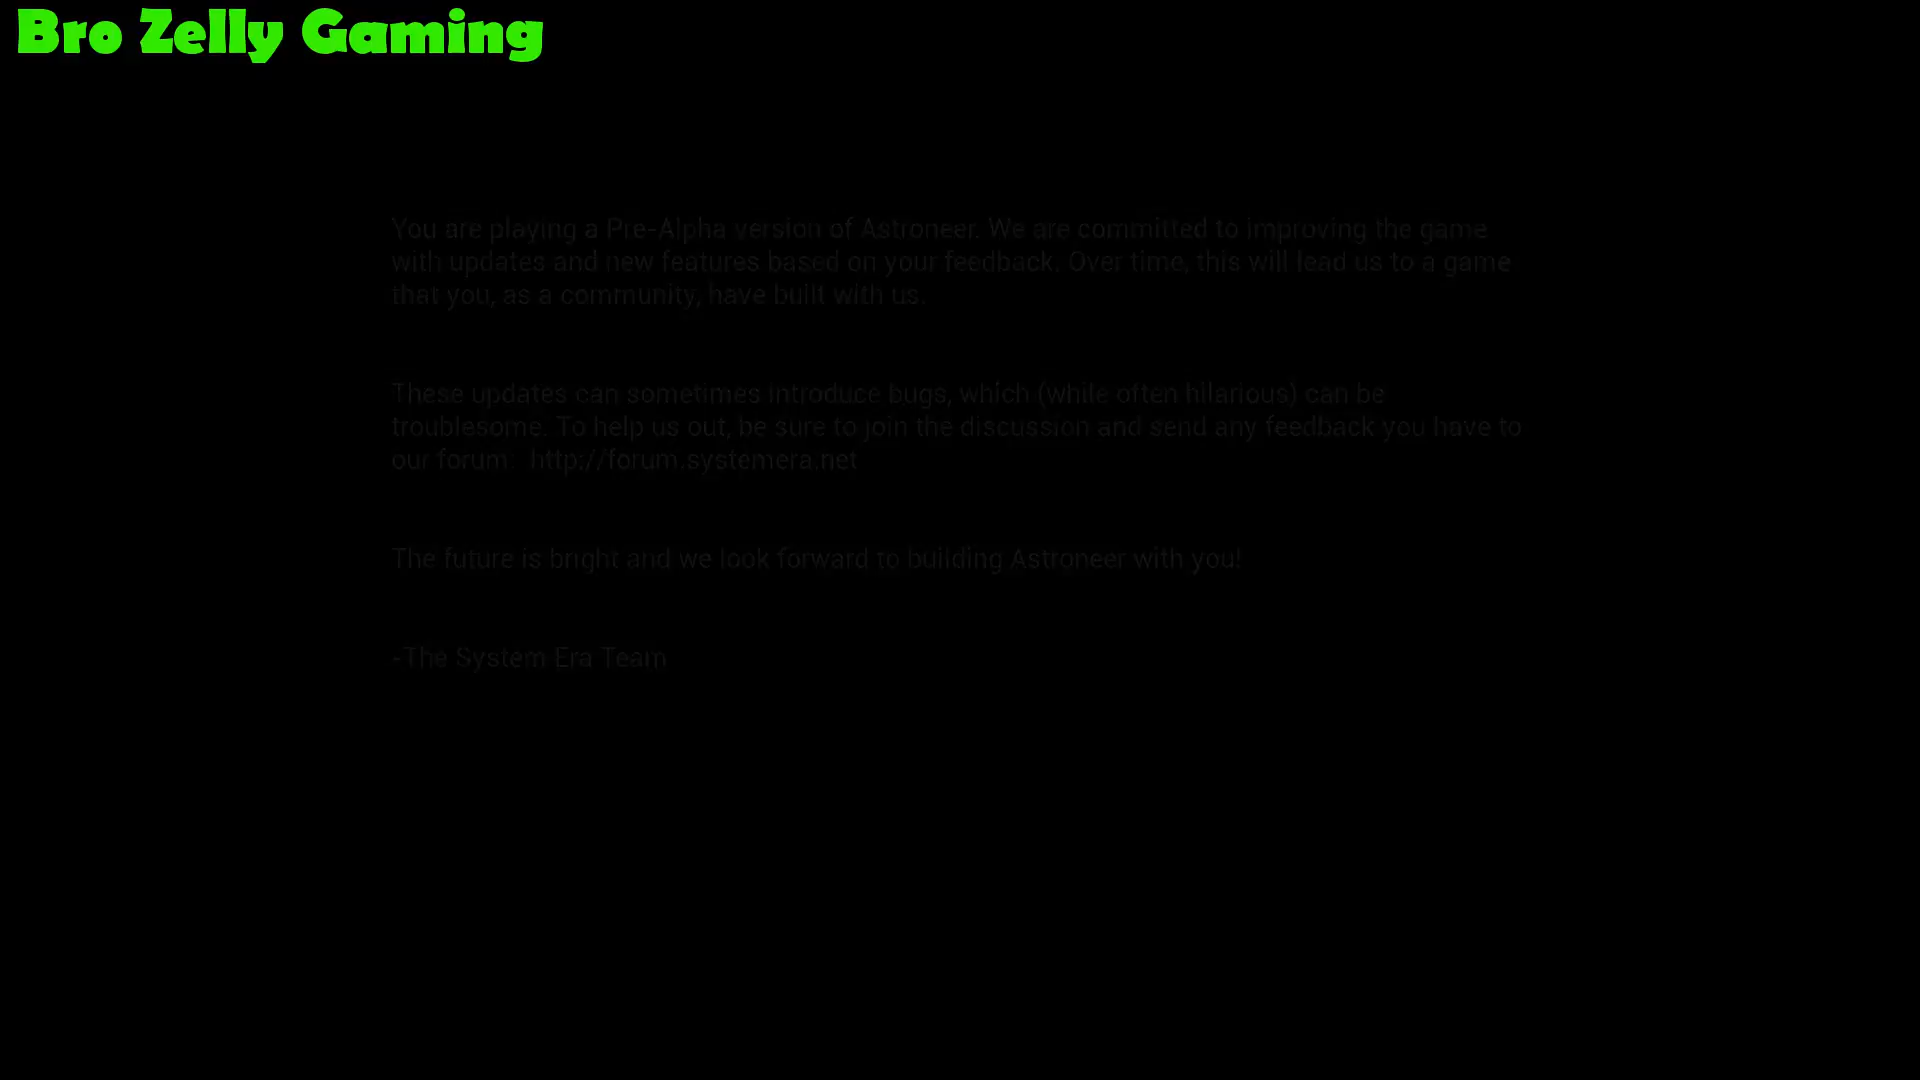 Bro Zelly Gaming
You are playing a Pre-Alpha version of Astroneer. We are committed to improving the game
with updates and new features based on your feedback. Over time, this will lead us to a game
that you, as a community, have built with us.
These updates can sometimes introduce bugs, which (while often hilarious) can be
troublesome. To help us out, be sure to join the discussion and send any feedback you have to
our forum:  http://forum.systemera.net
The future is bright and we look forward to building Astroneer with you!
-The System Era Team